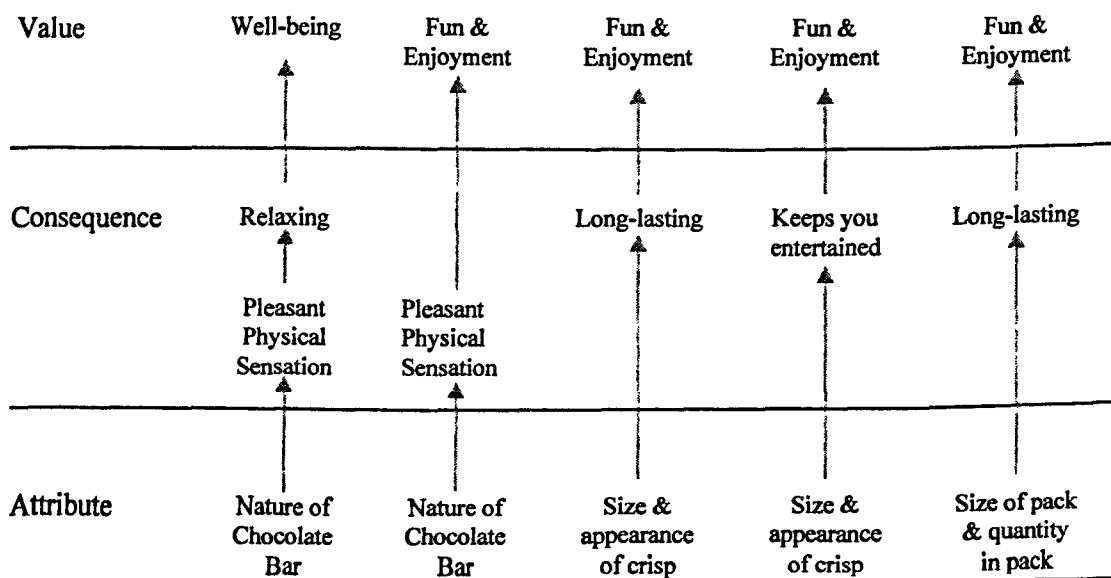 Value
Well-being
Fun &
Enjoyment
Fun &
Enjoyment
Fun &
Enjoyment
Fun &
Enjoyment
Consequence
Relaxing
Pleasant
Physical
Sensation
Pleasant
Physical
Sensation
Long-lasting
Keeps you
entertained
Long-lasting
Attribute
Nature of
Chocolate
Bar
Nature of
Chocolate
Bar
Size &
appearance
of crisp
Size &
appearance
of crisp
Size of pack
& quantity
in pack